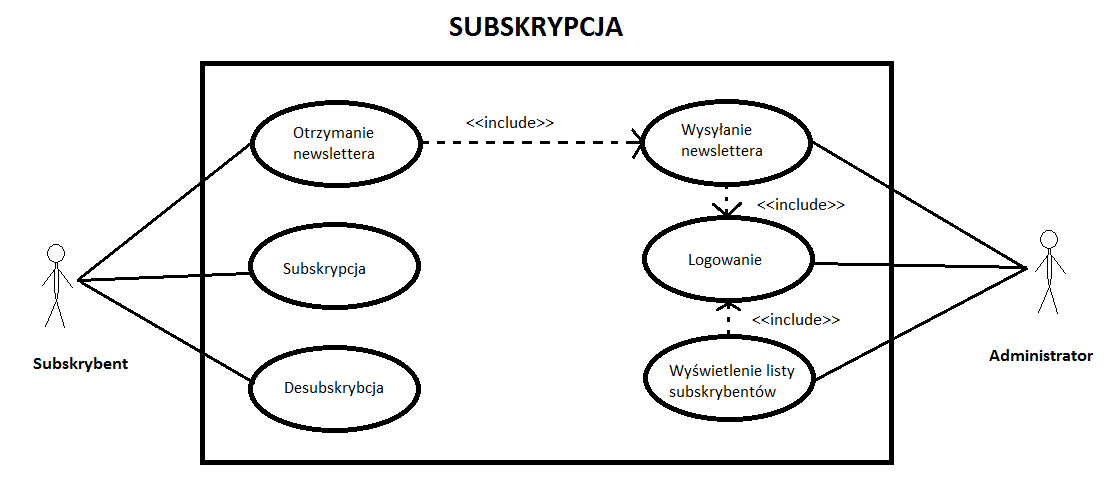 SUBSKRYPCJA
Otrzymanie
newslettera
<<include>>
Wysyłanie
newslettera
<<include>>
Subskrypcja
Logowanie
<<include>>
Subskrybent
Administrator
Desubskrybcja
Wyświetlenie listy
subskrybentów